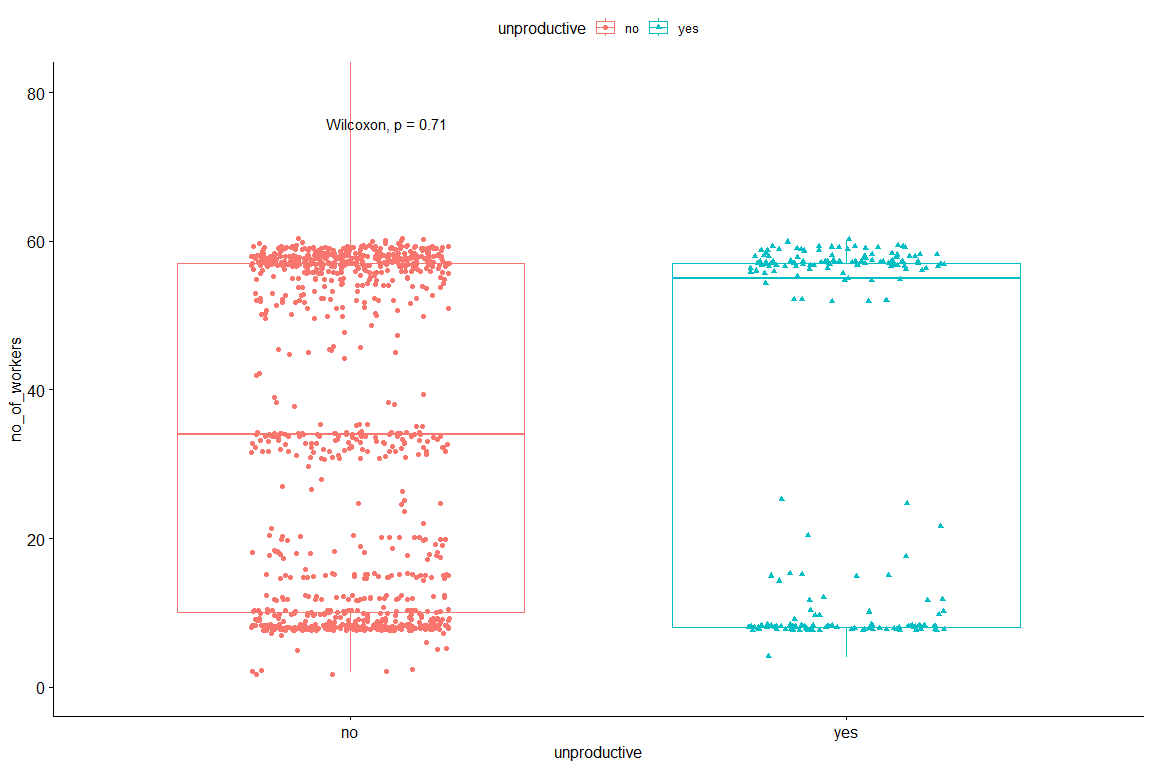 unproductive no yes
80
Wilcoxon, p = 0.71
60
40
20
0
no_of_workers
no yes
unproductive